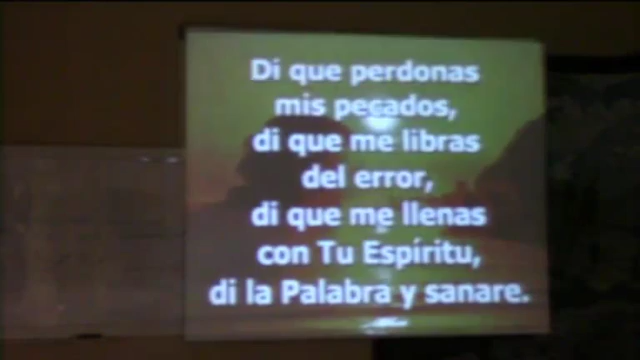 Di que perdonas
mis pecados,
di que me libras
del error,
di que me llenas
con Tu Espíritu,
di la Palabra y sanare.